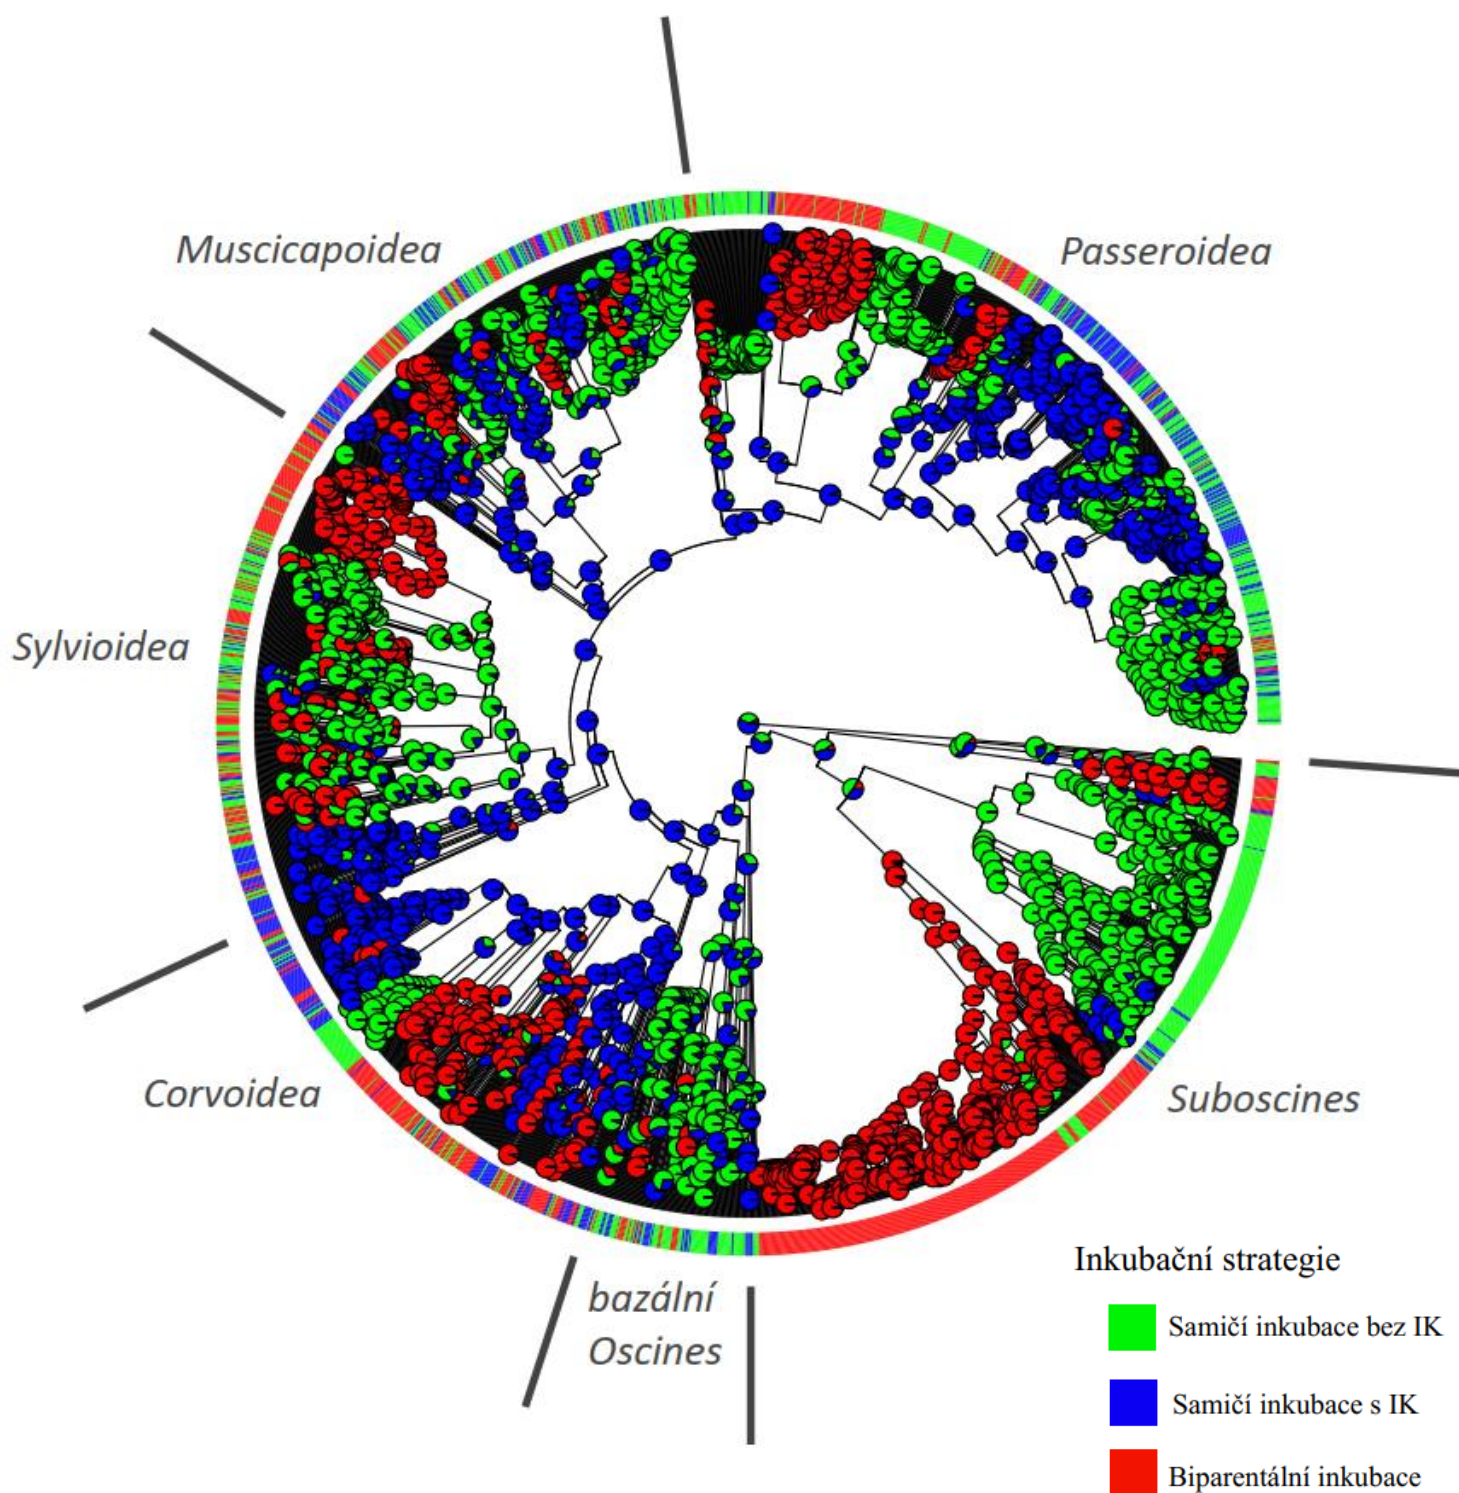 Muscicapoidea
Passeroidea
Sylvioidea
Corvoidea
Suboscines
bazální
Oscines
Inkubační strategie
Samičí inkubace bez IK
Samičí inkubace s IK
Biparentální inkubace